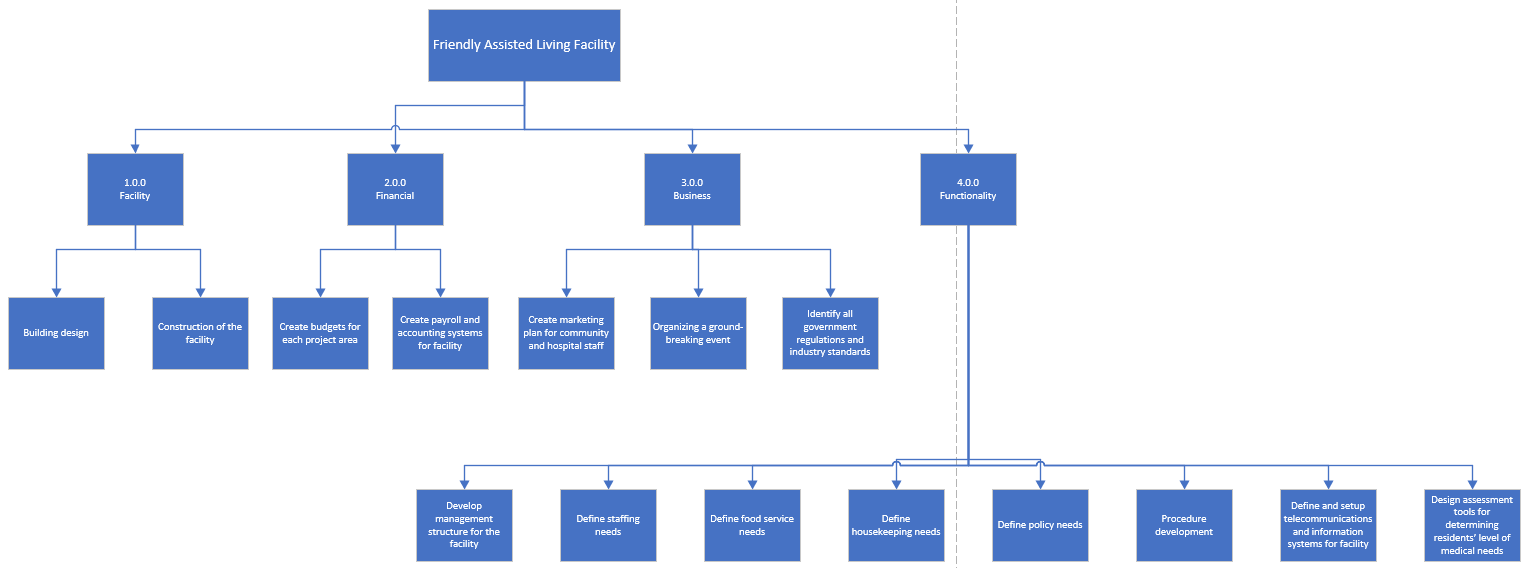 Friendly Assisted Living Facility
1.0.0
Facility
2.0.0
Financial
3.0.0
Business
4.0.0
Functionality
Building design
Construction of the
facility
Create budgets for
each project area
Create payroll and
accounting systems
for facility
Create marketing
plan for community
and hospital staff
Organizing a ground-
breaking event
Identify all
government
regulations and
industry standards
Develop
management
structure for the
facility
Define staffing
needs
Define food service
needs
Define
housekeeping needs
Define policy needs
Procedure
development
Define and setup
telecommunications
and information
systems for facility
Design assessment
tools for
determining
residents' level of
medical needs